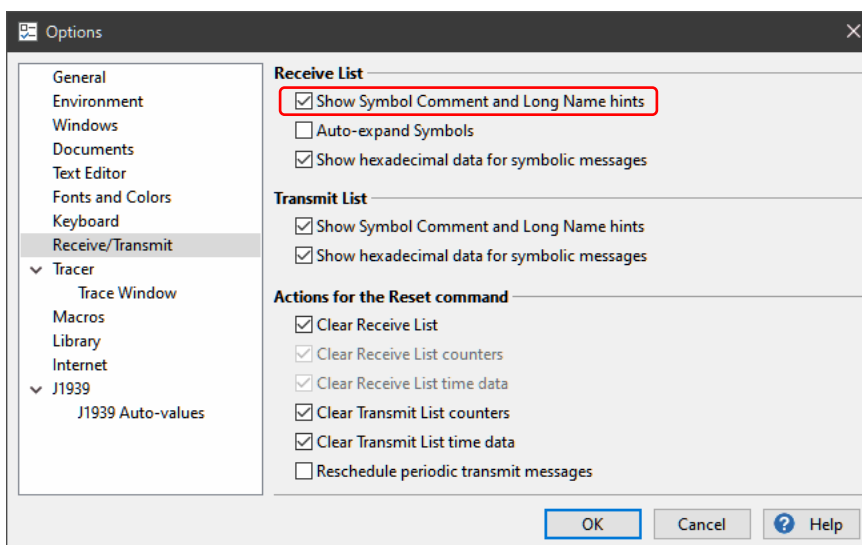 Options
General
Environment
Windows
Documents
Text Editor
Fonts and Colors
Keyboard
Receive/Transmit
Tracer
Trace Window
Macros
Library
Internet
J1939
J1939 Auto-values
Receive List
Show Symbol Comment and Long Name hints
Auto-expand Symbols
Show hexadecimal data for symbolic messages
Transmit List
Show Symbol Comment and Long Name hints
Show hexadecimal data for symbolic messages
Actions for the Reset command
Clear Receive List
Clear Receive List counters
Clear Receive List time data
Clear Transmit List counters
Clear Transmit List time data
Reschedule periodic transmit messages
OK Cancel Help